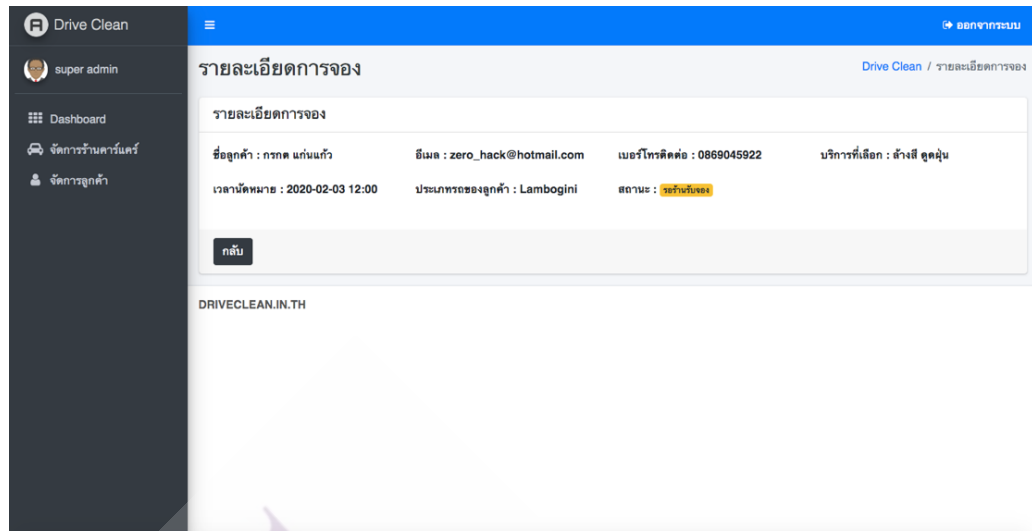 Drive Clean
ออกจากระบบ
super admin
รายละเอียดการจอง
Drive Clean / รายละเอียดการจอง
Dashboard
จัดการร้านคาร์แคร์
จัดการลูกค้า
รายละเอียดการจอง
ชื่อลูกค้า : กรกต แก่นแก้ว อีเมล : zero_hack@hotmail.com เบอร์โทรติดต่อ : 0869045922 บริการที่เลือก : ล้างสี ดูดฝุ่น
เวลานัดหมาย : 2020-02-03 12:00 ประเภทรถของลูกค้า : Lambogini สถานะ : รอร้านรับจอง
กลับ
DRIVECLEAN.IN.TH